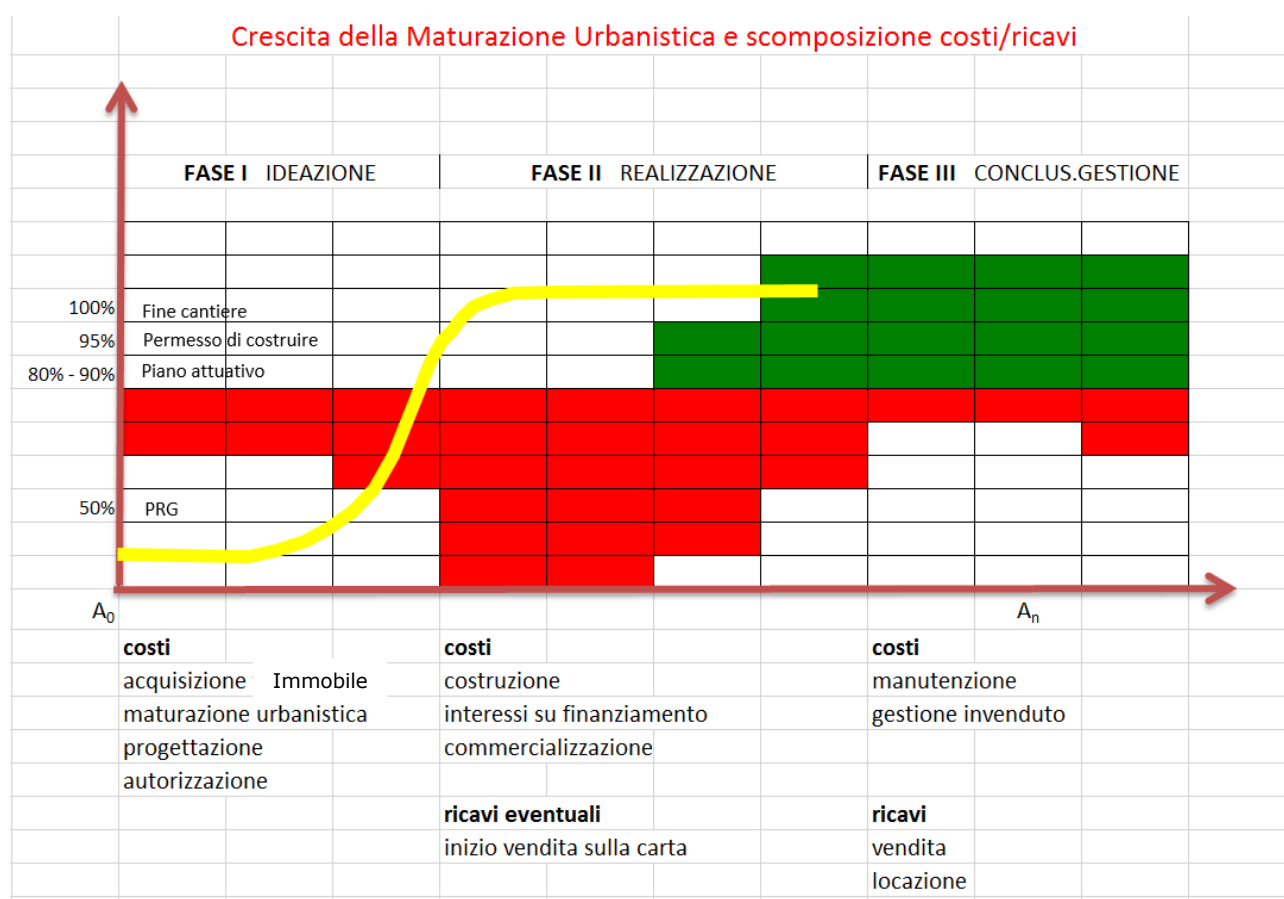 Crescita della Maturazione Urbanistica e scomposizione costi/ricavi
FASE I IDEAZIONE
FASE II REALIZZAZIONE
FASE III CONCLUS.GESTIONE
100% Fine cantiere
95% Permesso di costruire
80% - 90% Piano attuativo
50% PRG
A0
An
costi
acquisizione Immobile
maturazione urbanistica
progettazione
autorizzazione
costi
costruzione
interessi su finanziamento
commercializzazione
ricavi eventuali
inizio vendita sulla carta
costi
manutenzione
gestione invenduto
ricavi
vendita
locazione